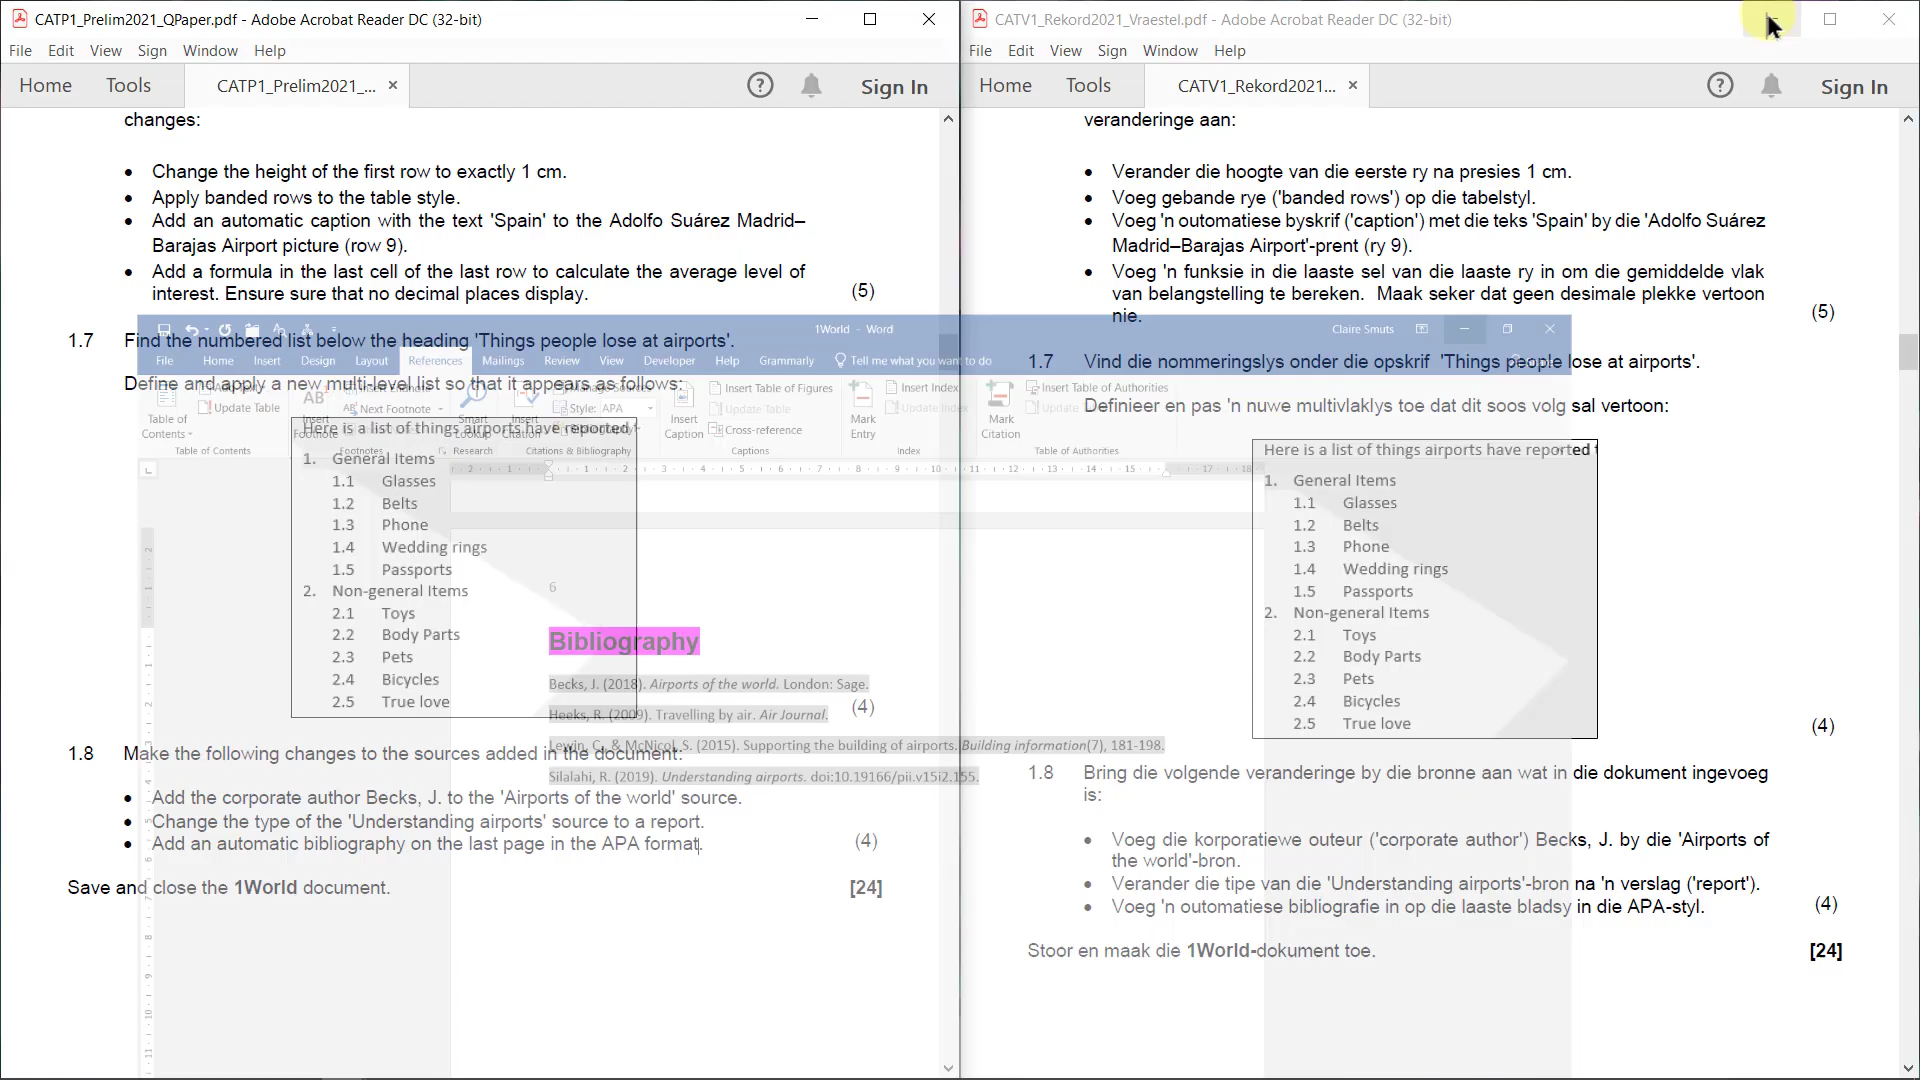 CATP1_Prelim2021_QPaper.pdf - Adobe Acrobat Reader DC (32-bit)
File Edit View Sign Window Help
Home Tools CATP1_Prelim2021_... × Sign In
changes:
• Change the height of the first row to exactly 1 cm.
• Apply banded rows to the table style.
• Add an automatic caption with the text 'Spain' to the Adolfo Suárez Madrid–
Barajas Airport picture (row 9).
• Add a formula in the last cell of the last row to calculate the average level of
interest. Ensure sure that no decimal places display. (5)
1.7 Find the numbered list below the heading 'Things people lose at airports'.
Define and apply a new multi-level list so that it appears as follows:
Here is a list of things airports have reported
1. General Items
1.1 Glasses
1.2 Belts
1.3 Phone
1.4 Wedding rings
1.5 Passports
2. Non-general Items
2.1 Toys
2.2 Body Parts
2.3 Pets
2.4 Bicycles
2.5 True love
(4)
1.8 Make the following changes to the sources added in the document:
• Add the corporate author Becks, J. to the 'Airports of the world' source.
• Change the type of the 'Understanding airports' source to a report.
• Add an automatic bibliography on the last page in the APA format. (4)
Save and close the 1World document. [24]
CATV1_Rekord2021_Vraestel.pdf - Adobe Acrobat Reader DC (32-bit)
File Edit View Sign Window Help
Home Tools CATV1_Rekord2021... × Sign In
veranderinge aan:
• Verander die hoogte van die eerste ry na presies 1 cm.
• Voeg gebande rye ('banded rows') op die tabelstyl.
• Voeg 'n outomatiese byskrif ('caption') met die teks 'Spain' by die 'Adolfo Suárez
Madrid–Barajas Airport'-prent (ry 9).
• Voeg 'n funksie in die laaste sel van die laaste ry in om die gemiddelde vlak
van belangstelling te bereken. Maak seker dat geen desimale plekke vertoon
nie. (5)
1.7 Vind die nommeringslys onder die opskrif 'Things people lose at airports'.
Definieer en pas 'n nuwe multivlaklys toe dat dit soos volg sal vertoon:
Here is a list of things airports have reported
1. General Items
1.1 Glasses
1.2 Belts
1.3 Phone
1.4 Wedding rings
1.5 Passports
2. Non-general Items
2.1 Toys
2.2 Body Parts
2.3 Pets
2.4 Bicycles
2.5 True love
(4)
1.8 Bring die volgende veranderinge by die bronne aan wat in die dokument ingevoeg
is:
• Voeg die korporatiewe outeur ('corporate author') Becks, J. by die 'Airports of
the world'-bron.
• Verander die tipe van die 'Understanding airports'-bron na 'n verslag ('report').
• Voeg 'n outomatiese bibliografie in op die laaste bladsy in die APA-styl. (4)
Stoor en maak die 1World-dokument toe. [24]
1World - Word Claire Smuts
File Home Insert Design Layout References Mailings Review View Developer Help Grammarly Tell me what you want to do
Table of Contents Update Table Insert Footnote Next Footnote Smart Lookup Insert Citation Style: APA Insert Caption Insert Table of Figures Update Table Cross-reference Mark Entry Insert Index Update Index Mark Citation Insert Table of Authorities Update
Table of Contents Footnotes Research Citations & Bibliography Captions Index Table of Authorities
6
Bibliography
Becks, J. (2018). Airports of the world. London: Sage.
Heeks, R. (2009). Travelling by air. Air Journal.
Lewin, C., & McNicol, S. (2015). Supporting the building of airports. Building information(7), 181-198.
Silalahi, R. (2019). Understanding airports. doi:10.19166/pii.v15i2.155.